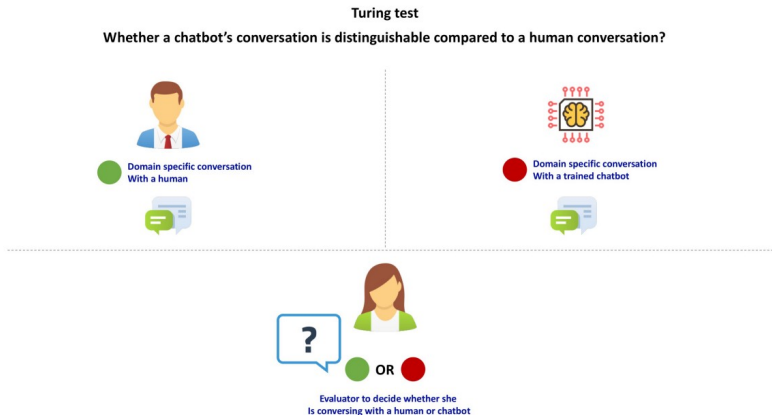 Turing test
Whether a chatbot’s conversation is distinguishable compared to a human conversation?
Domain specific conversation
With a human
Domain specific conversation
With a trained chatbot
?
OR
Evaluator to decide whether she
Is conversing with a human or chatbot